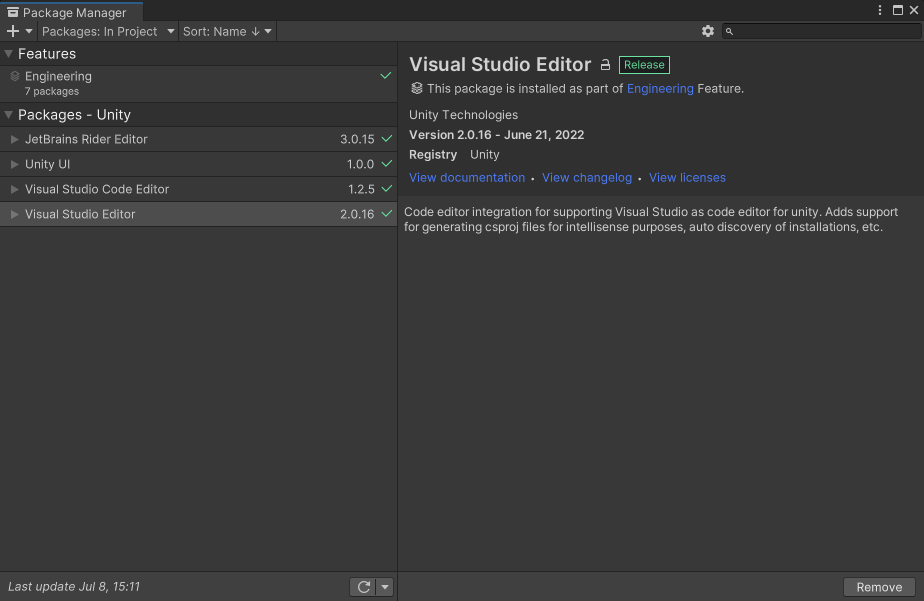 Package Manager
Packages: In Project Sort: Name ↓
Features
Engineering
7 packages
Packages - Unity
JetBrains Rider Editor 3.0.15
Unity UI 1.0.0
Visual Studio Code Editor 1.2.5
Visual Studio Editor 2.0.16
Last update Jul 8, 15:11
Visual Studio Editor Release
This package is installed as part of Engineering Feature.
Unity Technologies
Version 2.0.16 - June 21, 2022
Registry Unity
View documentation • View changelog • View licenses
Code editor integration for supporting Visual Studio as code editor for unity. Adds support
for generating csproj files for intellisense purposes, auto discovery of installations, etc.
Remove